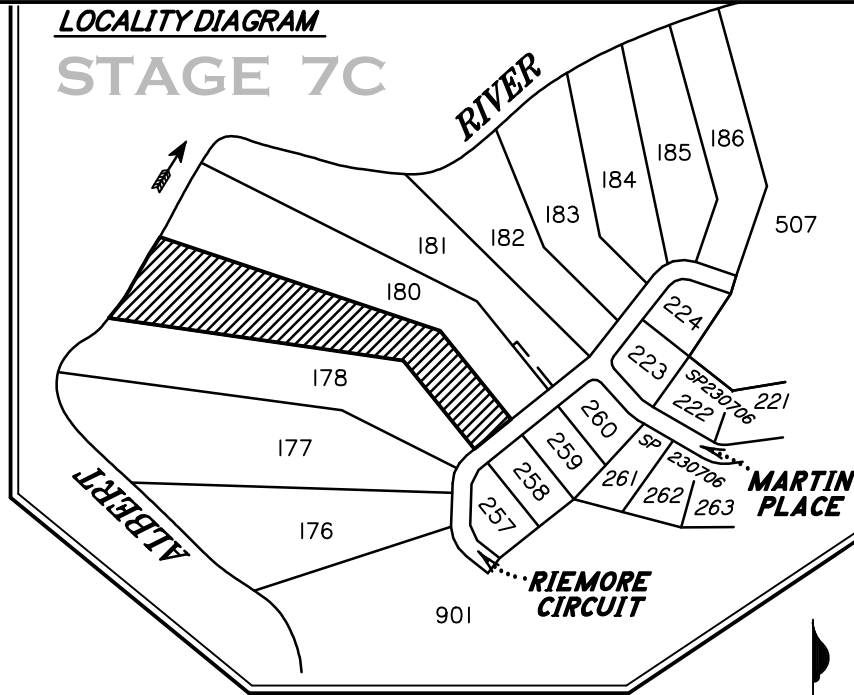 LOCALITY DIAGRAM
STAGE 7C
RIVER
186
185
184
183
507
181
182
180
224
223
SP230706
221
222
178
260
259
SP 230706
177
258
261
262
263
MARTIN
PLACE
257
176
ALBERT
RIEMORE
CIRCUIT
901